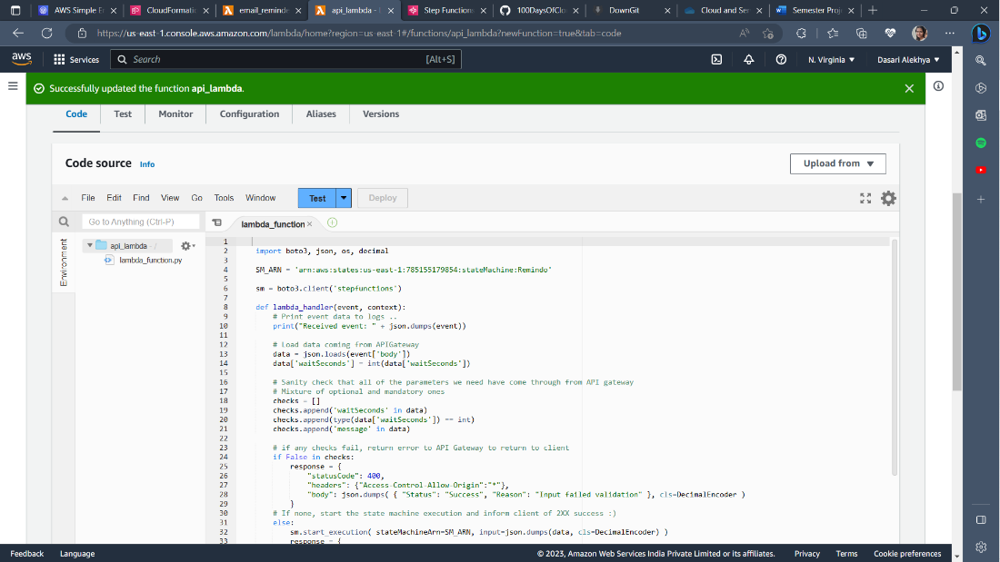 AWS Simple E
CloudFormatic
email_reminde
api_lambda -
Step Function
100DaysOfClo
DownGit
Cloud and Ser
Semester Proj
https://us-east-1.console.aws.amazon.com/lambda/home?region=us-east-1#/functions/api_lambda?newFunction=true&tab=code
aws
Services
Search
[Alt+S]
N. Virginia
Dasari Alekhya
Successfully updated the function api_lambda.
Code
Test
Monitor
Configuration
Aliases
Versions
Code source Info
Upload from
File Edit Find View Go Tools Window
Test
Deploy
Go to Anything (Ctrl-P)
lambda_function
Environment
api_lambda - /
lambda_function.py
1
2 import boto3, json, os, decimal
3
4 SM_ARN = 'arn:aws:states:us-east-1:785155179854:stateMachine:Remindo'
5
6 sm = boto3.client('stepfunctions')
7
8 def lambda_handler(event, context):
9 # Print event data to logs ..
10 print("Received event: " + json.dumps(event))
11
12 # Load data coming from APIGateway
13 data = json.loads(event['body'])
14 data['waitSeconds'] = int(data['waitSeconds'])
15
16 # Sanity check that all of the parameters we need have come through from API gateway
17 # Mixture of optional and mandatory ones
18 checks = []
19 checks.append('waitSeconds' in data)
20 checks.append(type(data['waitSeconds']) == int)
21 checks.append('message' in data)
22
23 # if any checks fail, return error to API Gateway to return to client
24 if False in checks:
25 response = {
26 "statusCode": 400,
27 "headers": {"Access-Control-Allow-Origin":"*"},
28 "body": json.dumps( { "Status": "Success", "Reason": "Input failed validation" }, cls=DecimalEncoder )
29 }
30 # If none, start the state machine execution and inform client of 2XX success :)
31 else:
32 sm.start_execution( stateMachineArn=SM_ARN, input=json.dumps(data, cls=DecimalEncoder) )
33 response = {
Feedback
Language
© 2023, Amazon Web Services India Private Limited or its affiliates.
Privacy
Terms
Cookie preferences